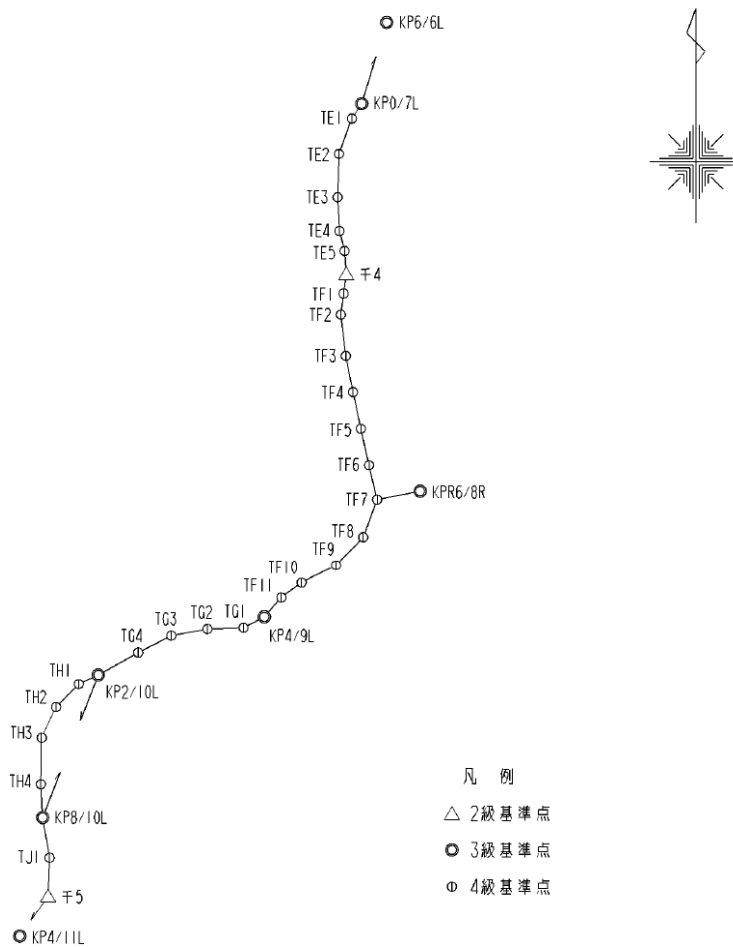 KP6/6L
KP0/7L
TE1
TE2
TE3
TE4
TE5
千4
TF1
TF2
TF3
TF4
TF5
TF6
TF7
KPR6/8R
TF8
TF9
TF10
TF11
KP4/9L
TG1
TG2
TG3
TG4
KP2/10L
TH1
TH2
TH3
TH4
KP8/10L
TJ1
千5
KP4/11L
凡 例
2級基準点
3級基準点
4級基準点